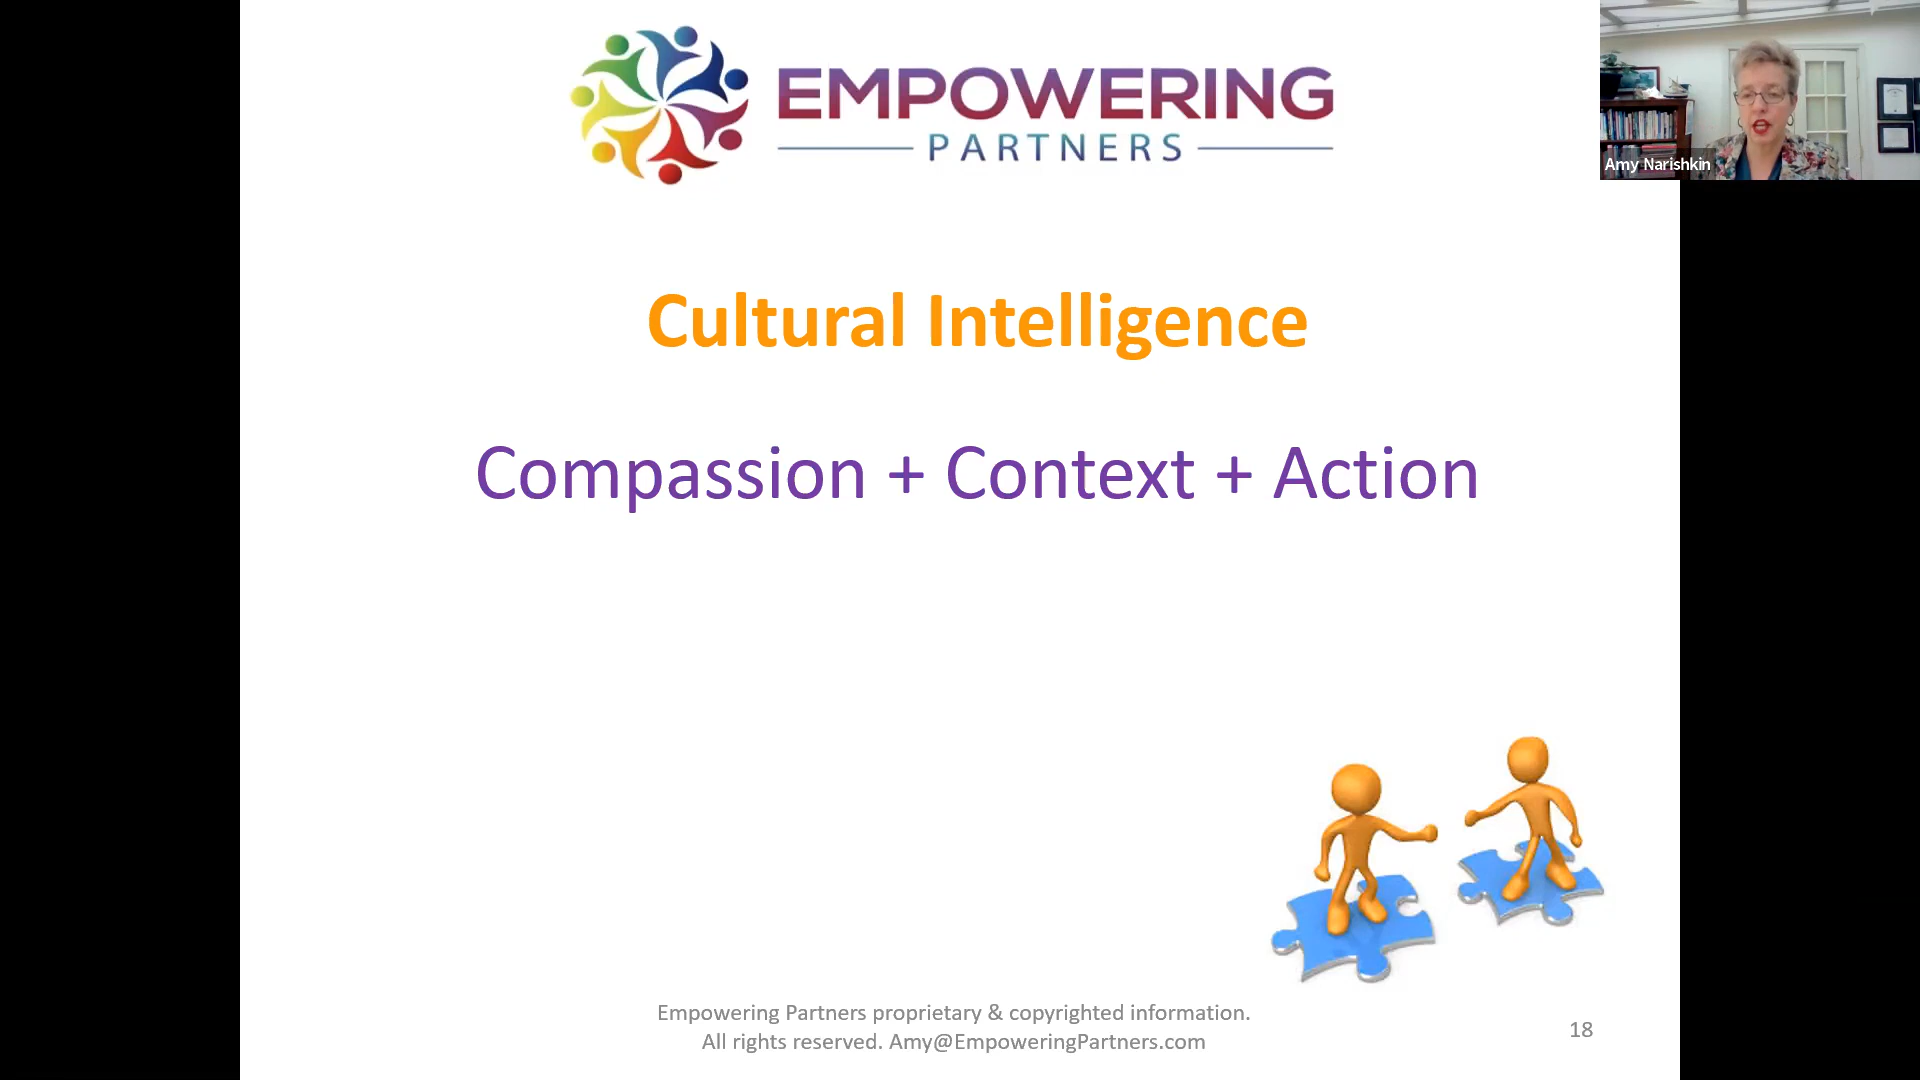 EMPOWERING
PARTNERS
Amy Narishkin
Cultural Intelligence
Compassion + Context + Action
Empowering Partners proprietary & copyrighted information.
All rights reserved. Amy@EmpoweringPartners.com
18